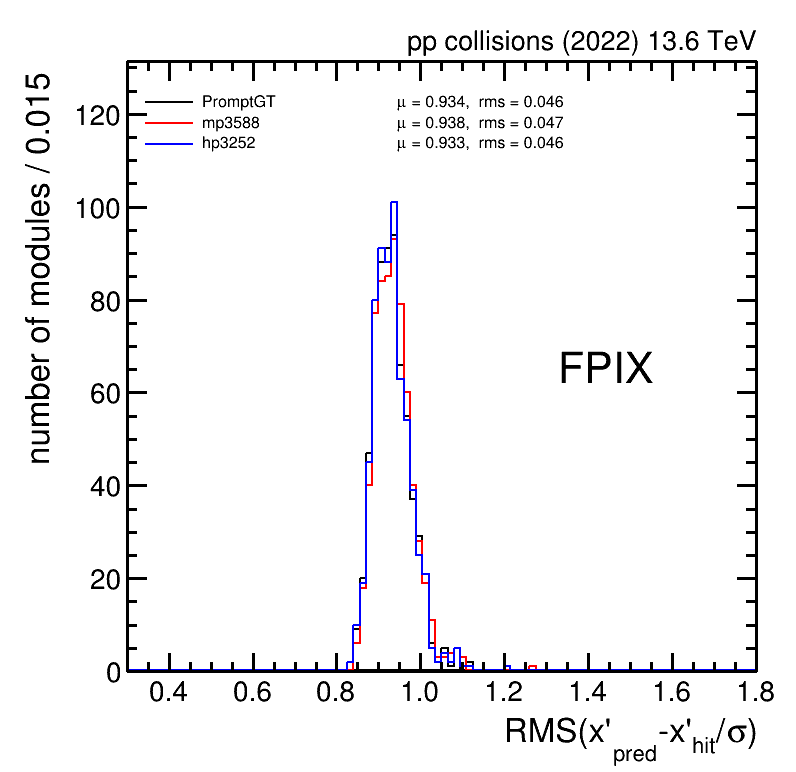 pp collisions (2022) 13.6 TeV
number of modules / 0.015
PromptGT μ = 0.934, rms = 0.046
mp3588 μ = 0.938, rms = 0.047
hp3252 μ = 0.933, rms = 0.046
120
100
80
60
40
20
0
FPIX
0.4 0.6 0.8 1.0 1.2 1.4 1.6 1.8
RMS(x'pred-x'hit/σ)